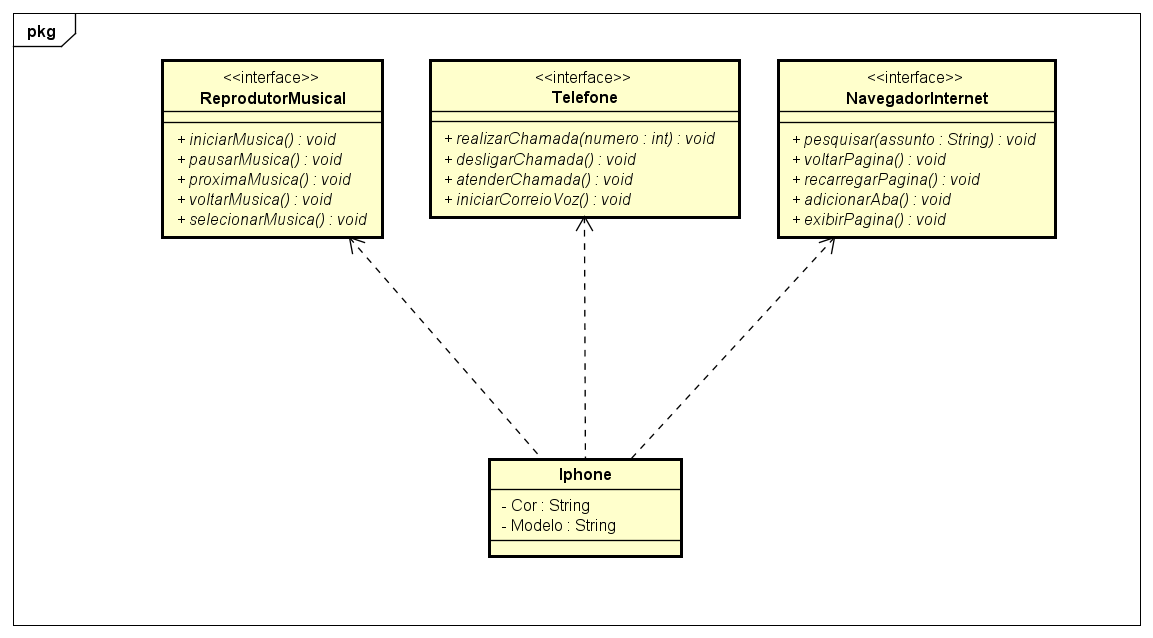 pkg
<<interface>>
ReprodutorMusical
+ iniciarMusica() : void
+ pausarMusica() : void
+ proximaMusica() : void
+ voltarMusica() : void
+ selecionarMusica() : void
<<interface>>
Telefone
+ realizarChamada(numero : int) : void
+ desligarChamada() : void
+ atenderChamada() : void
+ iniciarCorreioVoz() : void
<<interface>>
NavegadorInternet
+ pesquisar(assunto : String) : void
+ voltarPagina() : void
+ recarregarPagina() : void
+ adicionarAba() : void
+ exibirPagina() : void
Iphone
- Cor : String
- Modelo : String